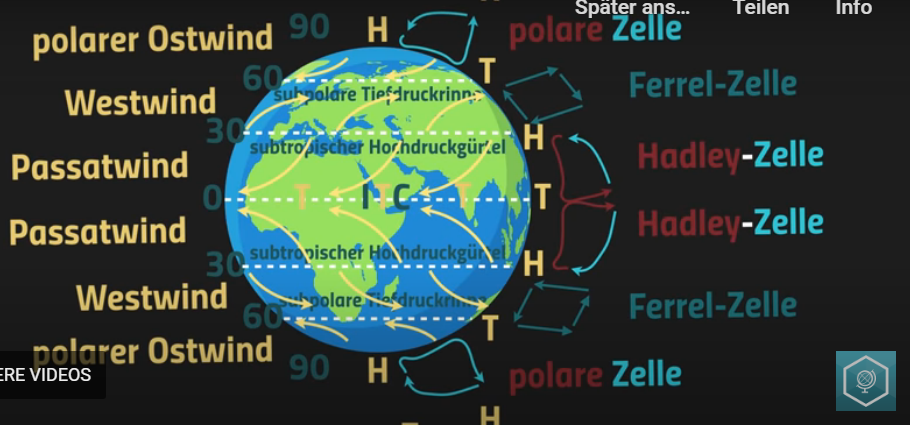 Später ans... Teilen Info
polarer Ostwind 90 H polare Zelle
60 T
Westwind subpolare Tiefdruckrinne Ferrel-Zelle
30 H
subtropischer Hochdruckgürtel
Passatwind Hadley-Zelle
0 T ITC T T
Passatwind Hadley-Zelle
subtropischer Hochdruckgürtel
30 H
Westwind subpolare Tiefdruckrinne Ferrel-Zelle
60 T
polarer Ostwind
ERE VIDEOS 90 H polare Zelle
H